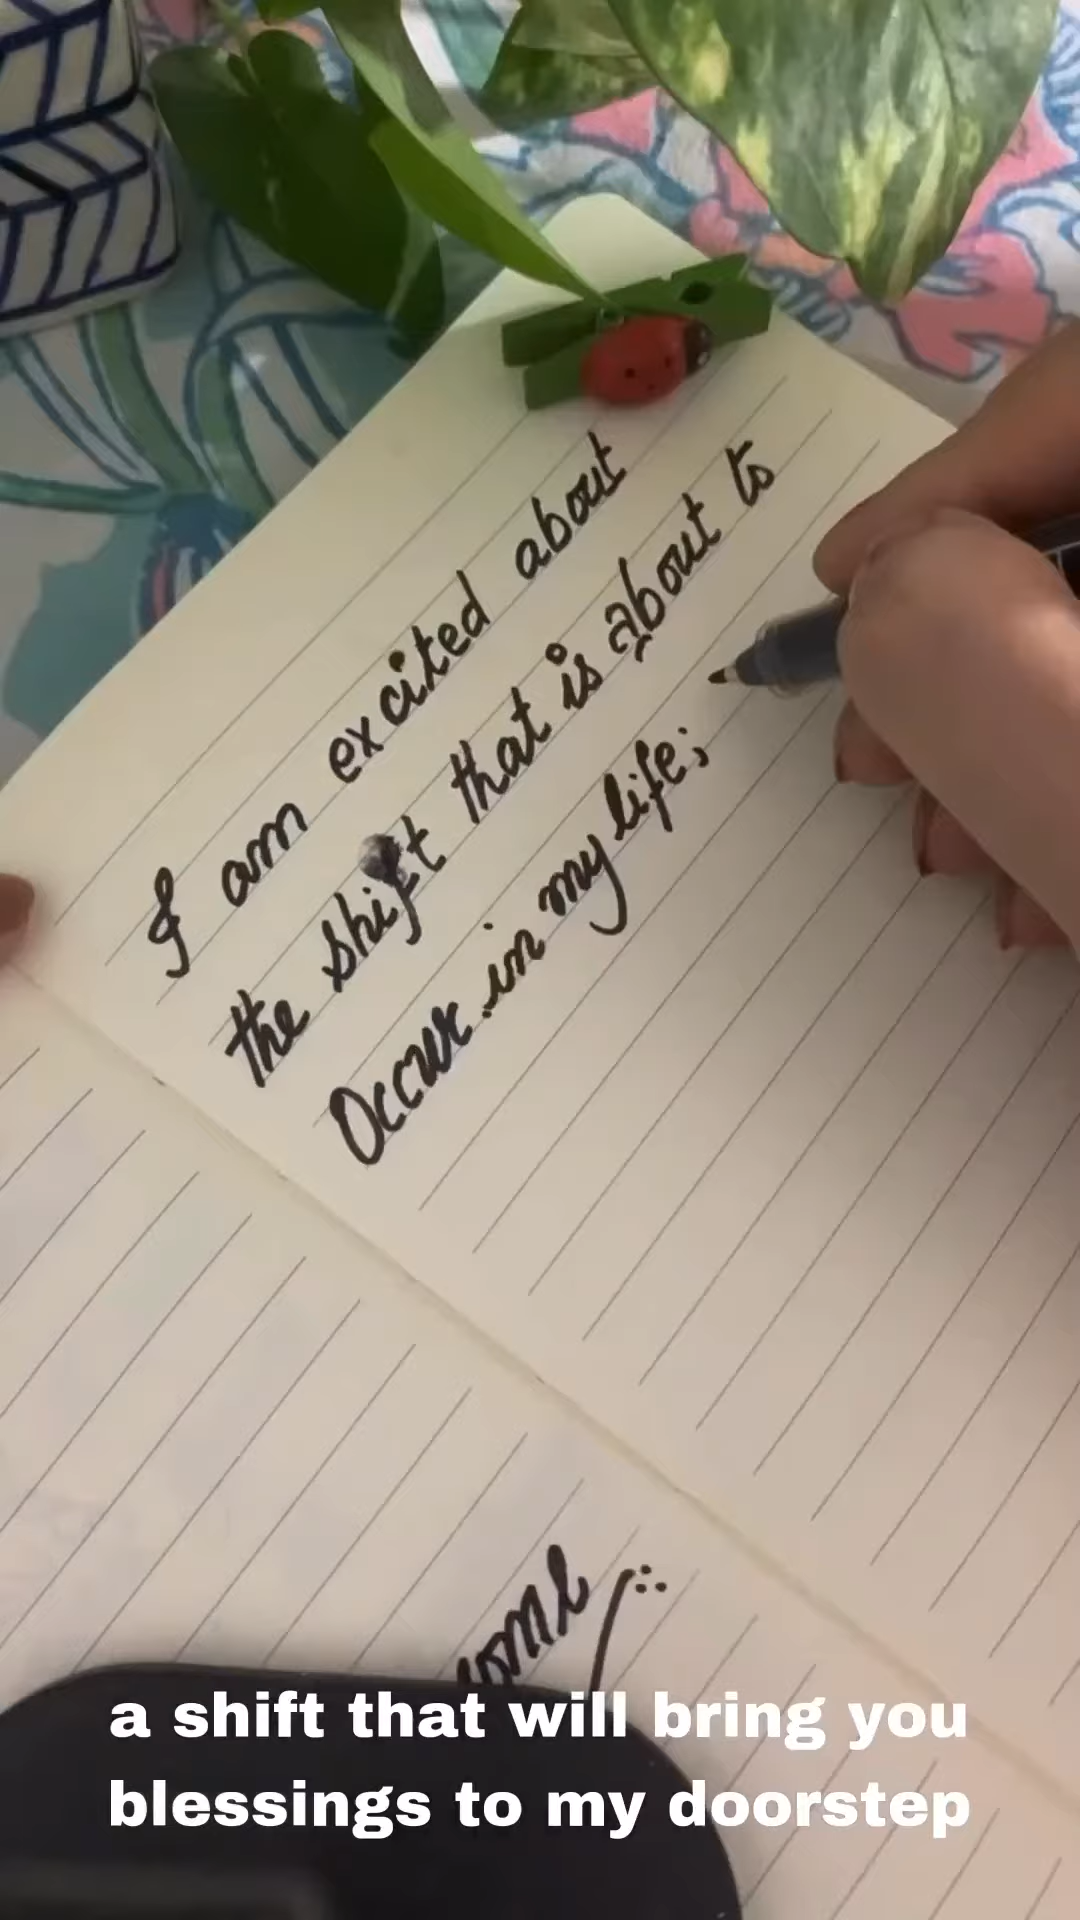 I am excited about
the shift that is about to
Occur in my life;
a shift that will bring you
blessings to my doorstep